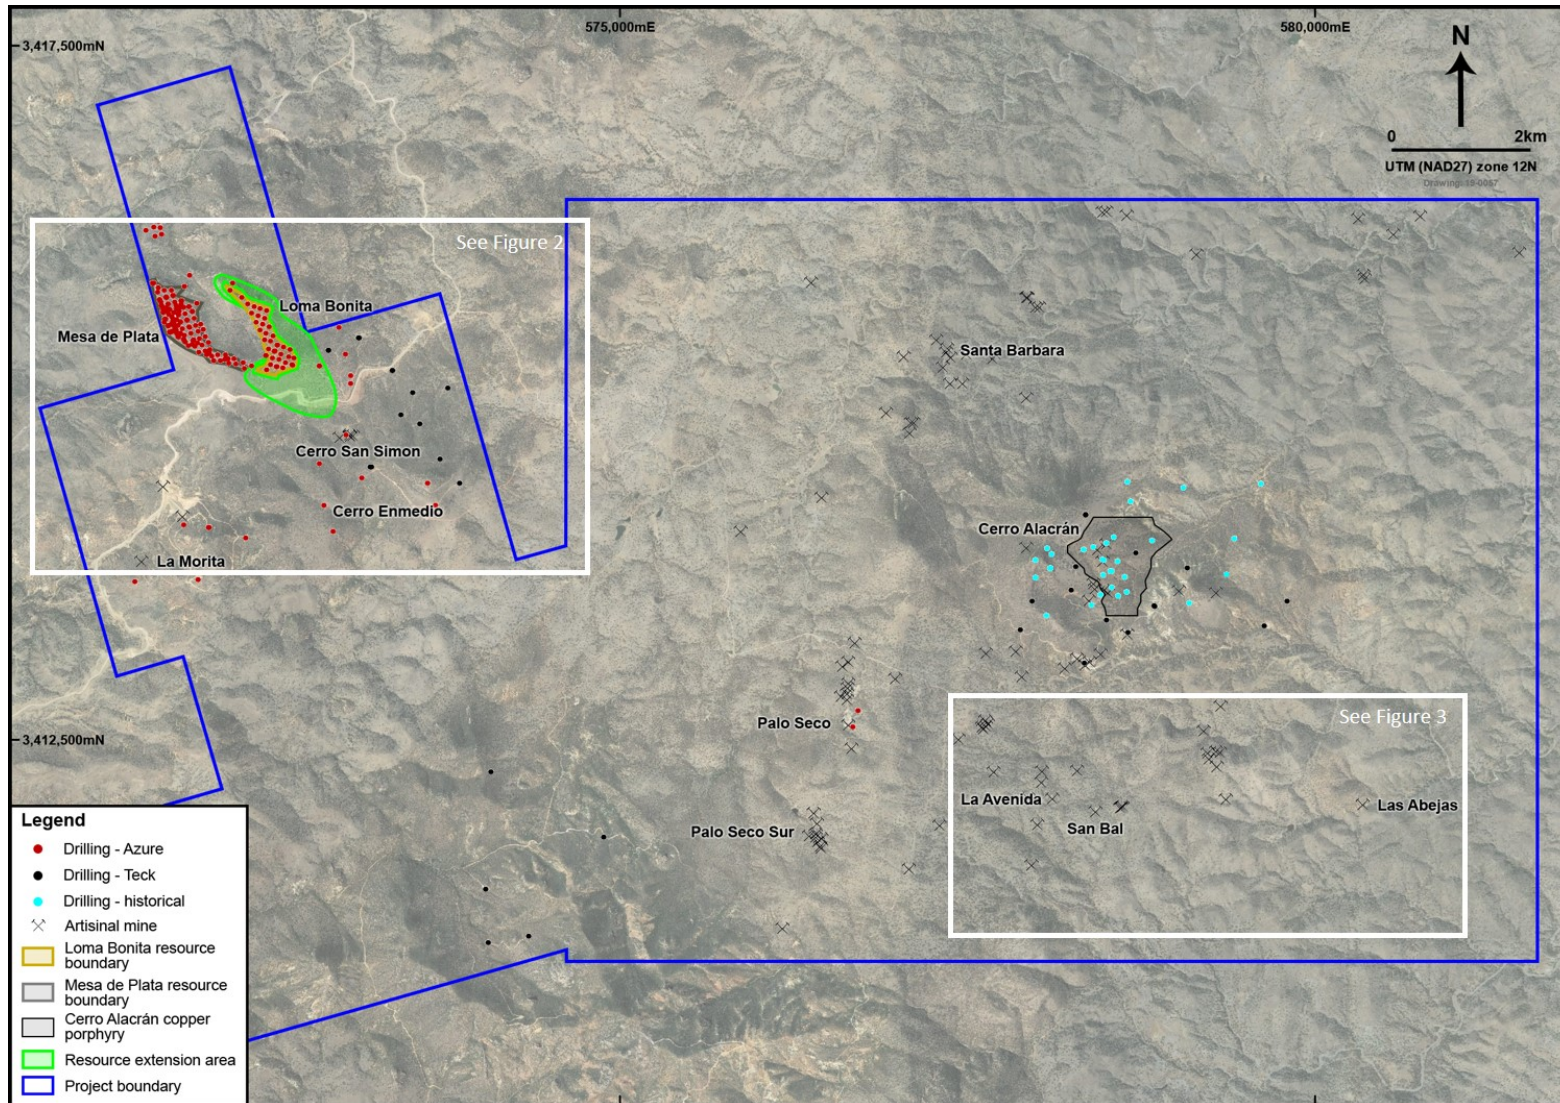 575,000mE
580,000mE
3,417,500mN
N
0 2km
UTM (NAD27) zone 12N
Drawing: 15-0057
See Figure 2
Loma Bonita
Mesa de Plata
Santa Barbara
Cerro San Simon
Cerro Enmedio
Cerro Alacrán
La Morita
Palo Seco
See Figure 3
3,412,500mN
La Avenida
Las Abejas
San Bal
Palo Seco Sur
Legend
Drilling - Azure
Drilling - Teck
Drilling - historical
Artisinal mine
Loma Bonita resource
boundary
Mesa de Plata resource
boundary
Cerro Alacrán copper
porphyry
Resource extension area
Project boundary